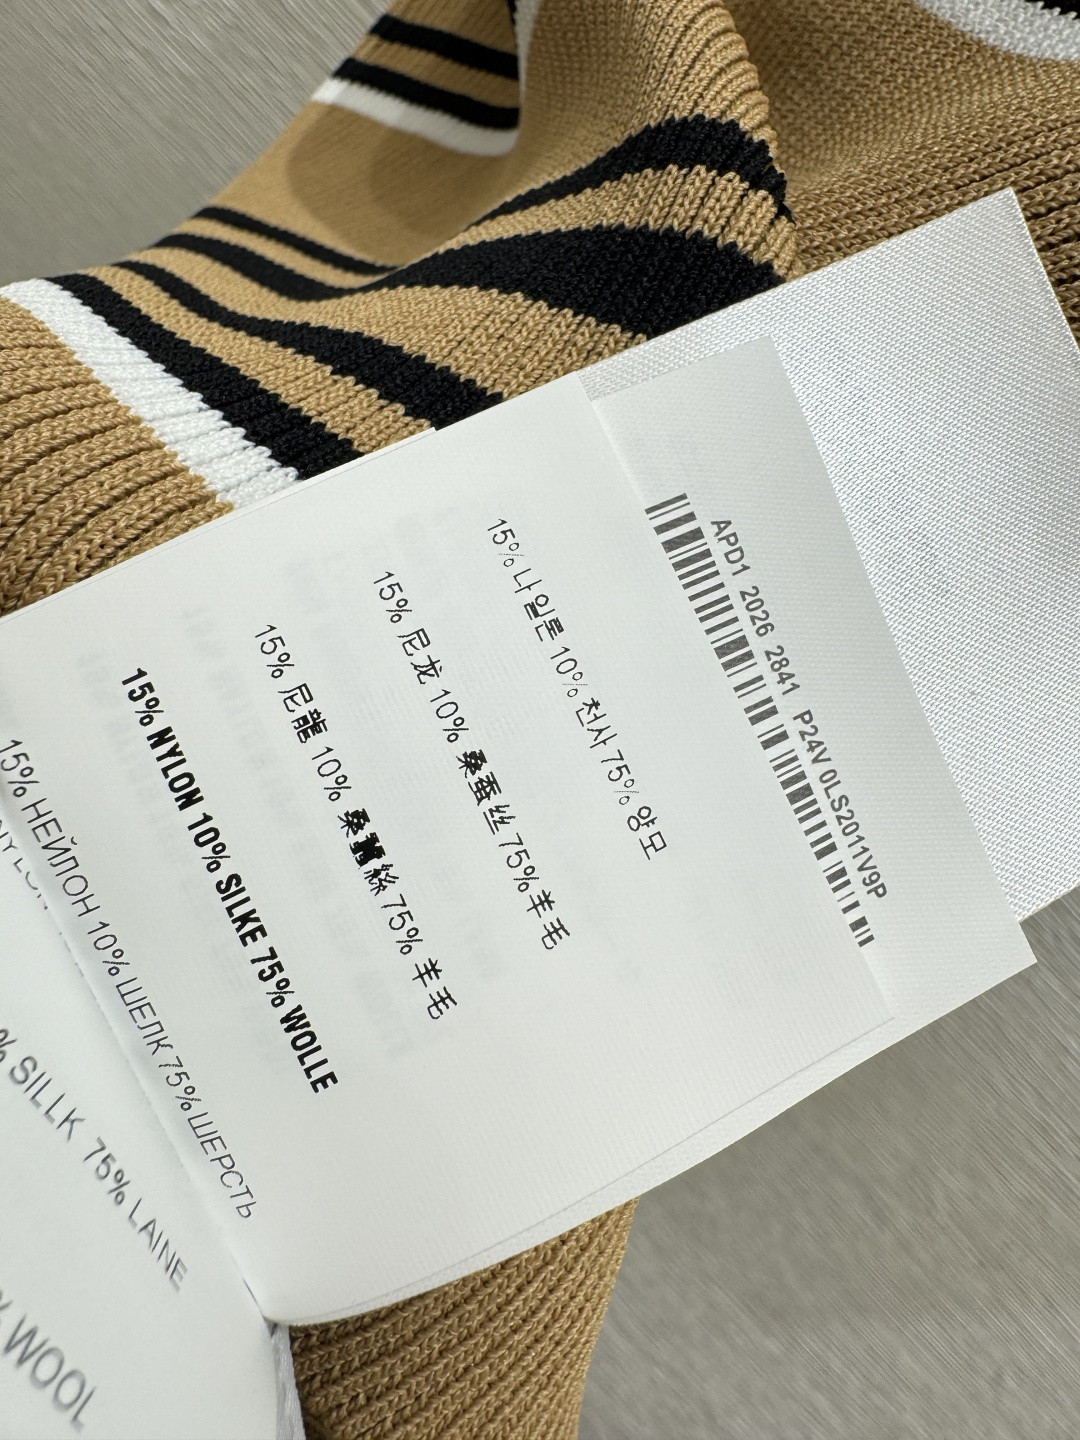 APD1 2026 2841 P24V 0LS2011V9P
15% 나일론 10% 천사 75% 양모
15% 尼龙 10% 桑蚕丝 75% 羊毛
15% 尼龍 10% 桑蠶絲 75% 羊毛
15% NYLON 10% SILKE 75% WOLLE
15% НЕЙЛОН 10% ШЕЛК 75% ШЕРСТЬ
% SILLK 75% LAINE
% WOOL